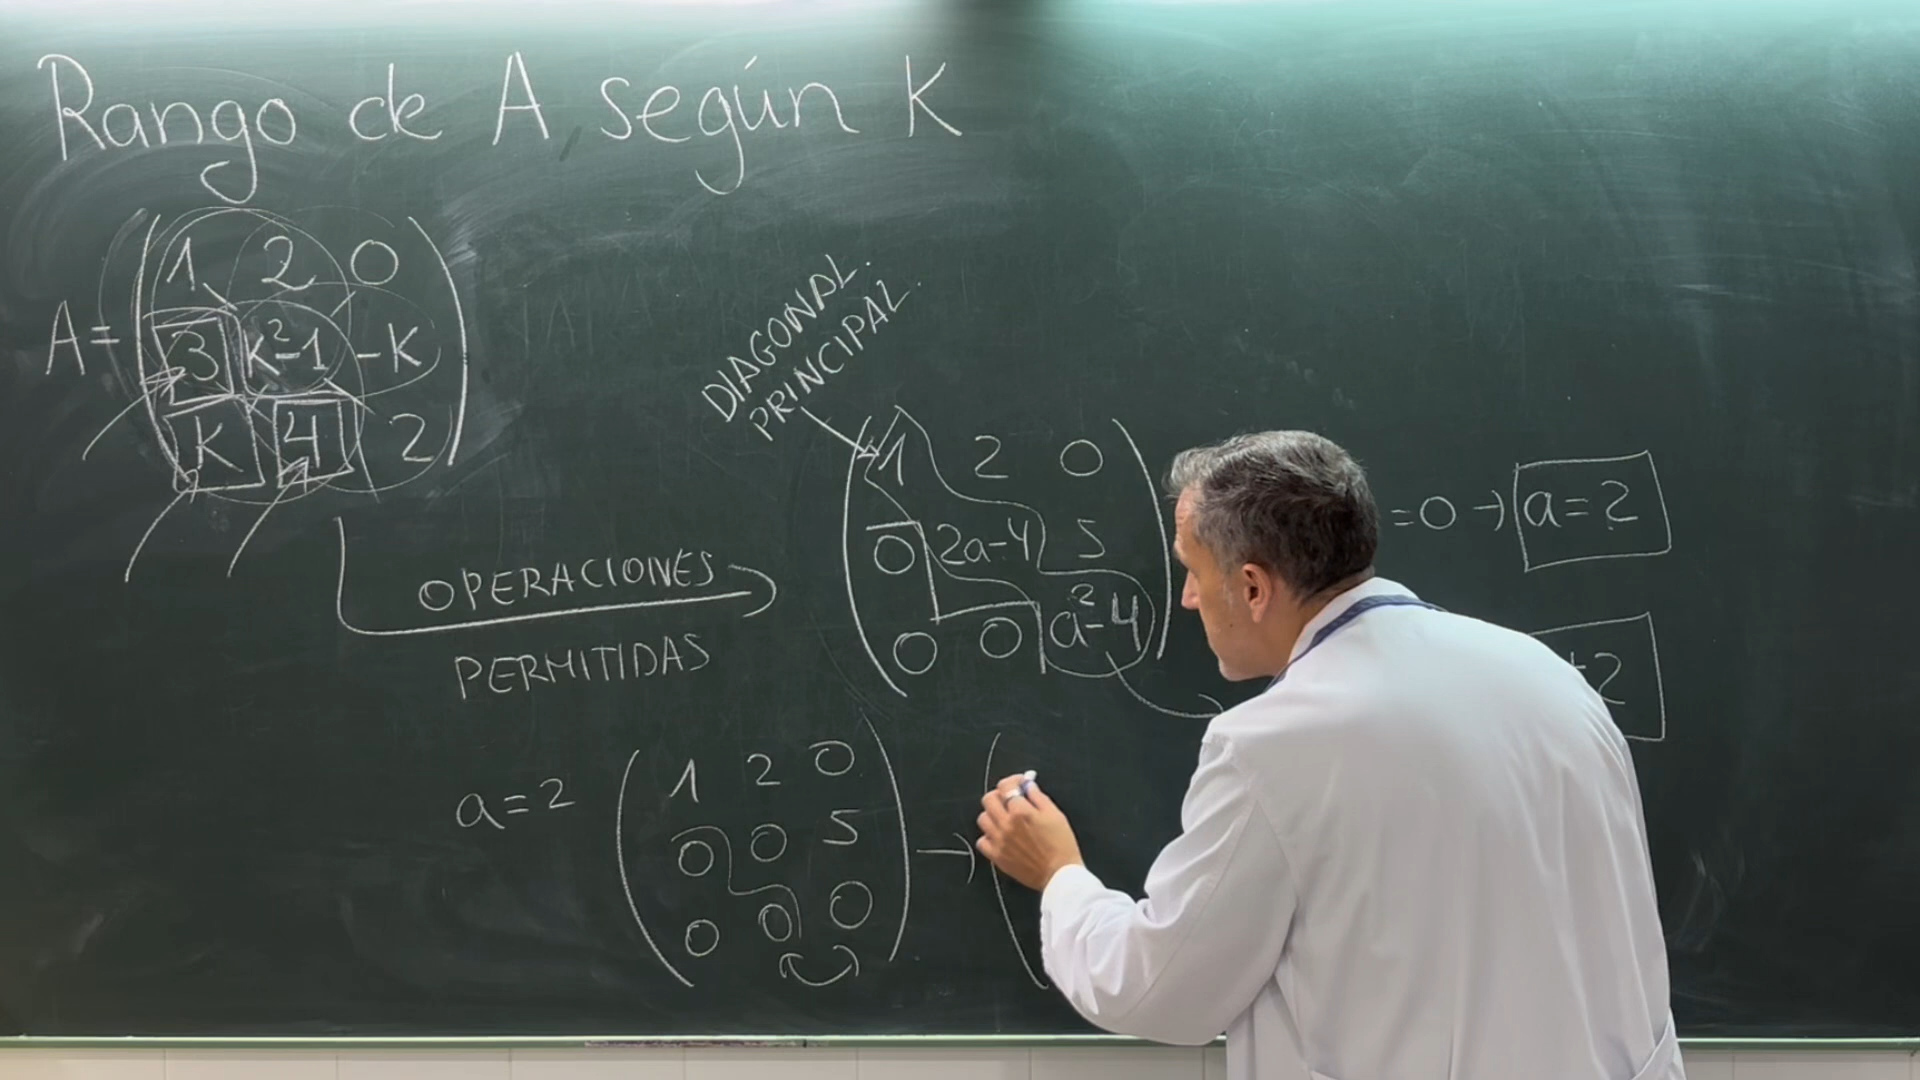 Rango de A según K
A = ( 1 2 0
3 k²-1 -k
k 4 2 )
DIAGONAL.
PRINCIPAL.
OPERACIONES
PERMITIDAS
( 1 2 0
0 2a-4 5
0 0 a²-4 )
=0 → a=2
2
a=2 ( 1 2 0
0 0 5
0 0 0 ) → (